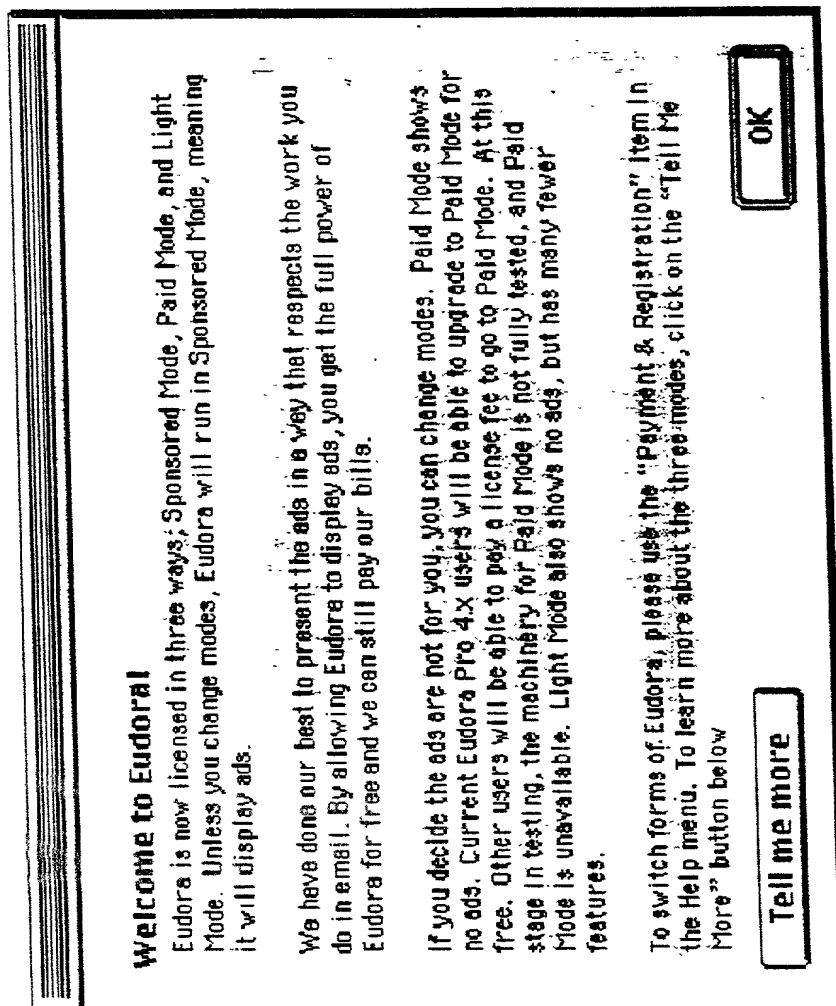 Welcome to Eudora!
Eudora is now licensed in three ways; Sponsored Mode, Paid Mode, and Light
Mode. Unless you change modes, Eudora will run in Sponsored Mode, meaning
it will display ads.
We have done our best to present the ads in a way that respects the work you
do in email. By allowing Eudora to display ads, you get the full power of
Eudora for free and we can still pay our bills.
If you decide the ads are not for you, you can change modes. Paid Mode shows
no ads. Current Eudora Pro 4.x users will be able to upgrade to Paid Mode for
free. Other users will be able to pay a license fee to go to Paid Mode. At this
stage in testing, the machinery for Paid Mode is not fully tested, and Paid
Mode is unavailable. Light Mode also shows no ads, but has many fewer
features.
To switch forms of Eudora, please use the “Payment & Registration” item in
the Help menu. To learn more about the three modes, click on the “Tell Me
More” button below
Tell me more
OK